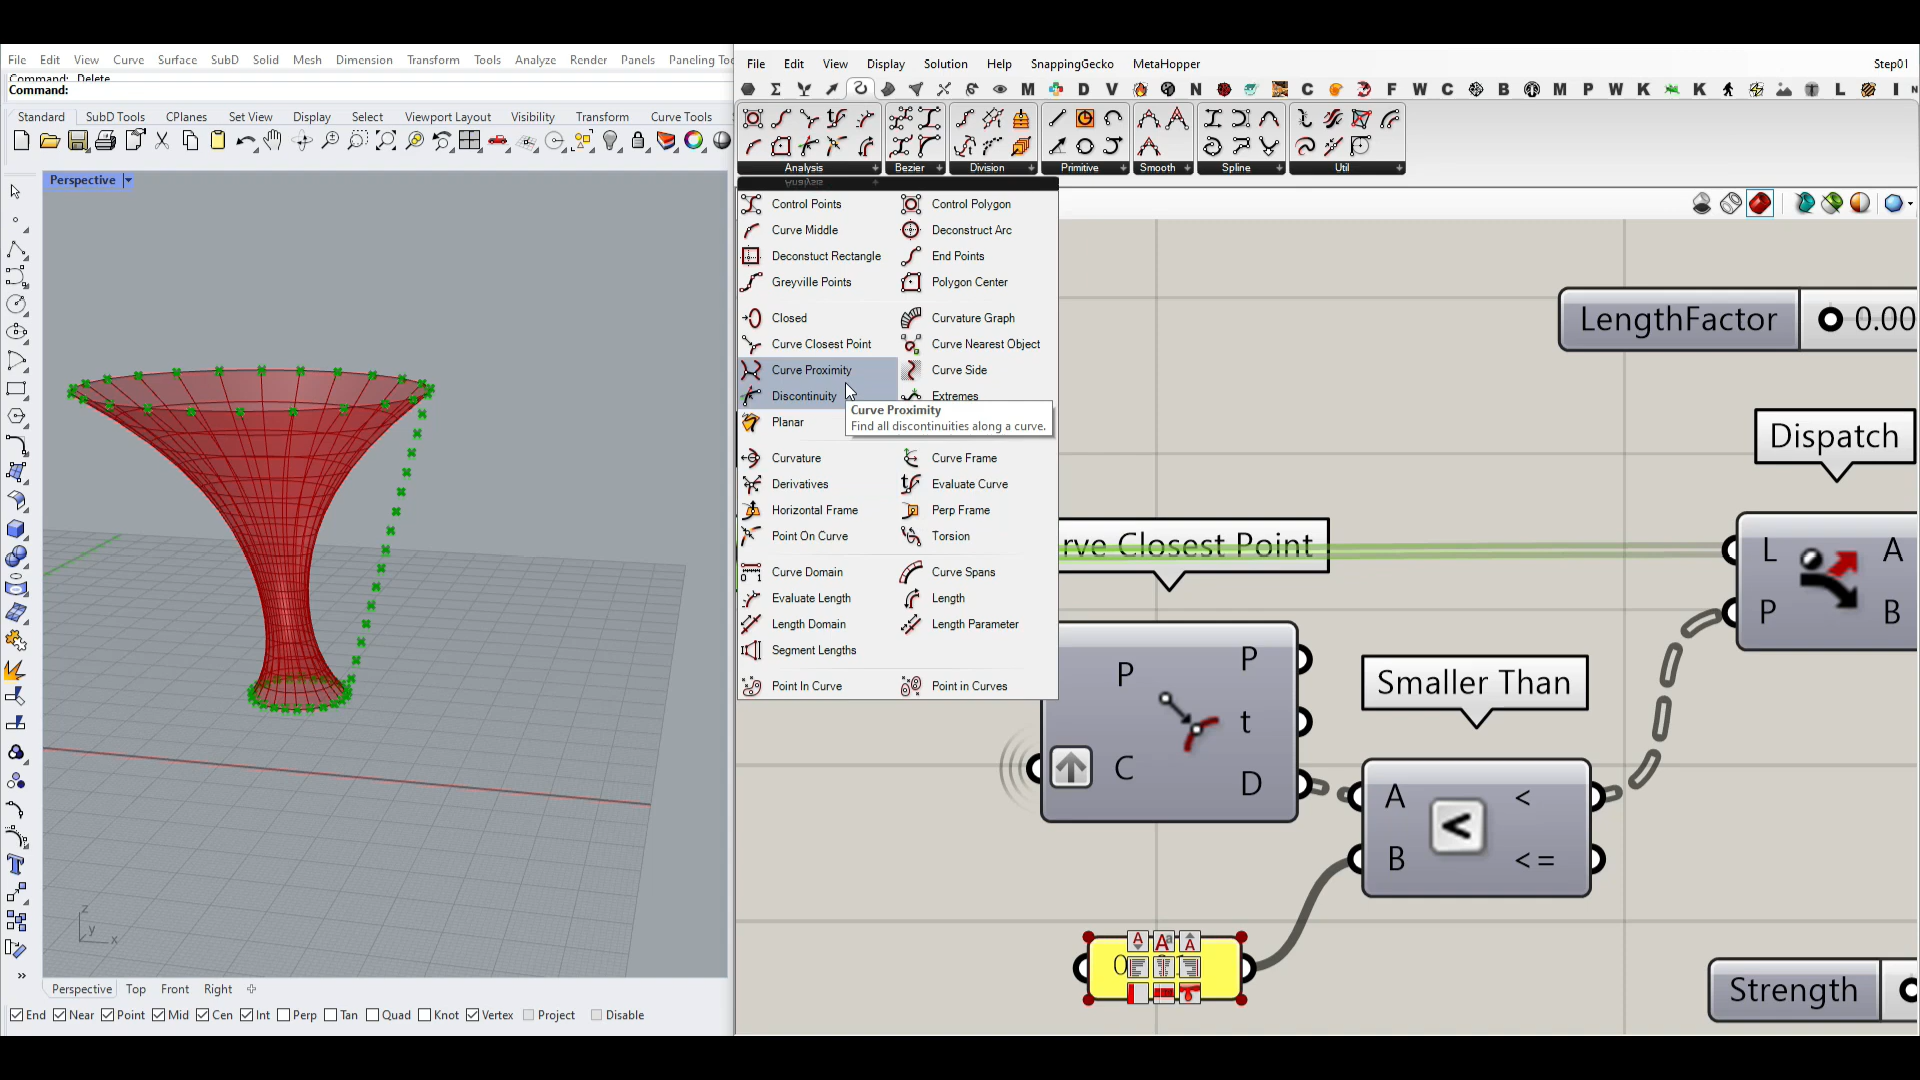 File Edit View Curve Surface SubD Solid Mesh Dimension Transform Tools Analyze Render Panels Paneling
Command: Delete
Command:
Standard SubD Tools CPlanes Set View Display Select Viewport Layout Visibility Transform Curve Tools
Perspective
z
y
x
Perspective Top Front Right
End Near Point Mid Cen Int Perp Tan Quad Knot Vertex Project Disable
File Edit View Display Solution Help SnappingGecko MetaHopper
Step01
M D V N C F W C B M P W K K L I
Analysis Bezier Division Primitive Smooth Spline Util
Analysis
Control Points Control Polygon
Curve Middle Deconstruct Arc
Deconstuct Rectangle End Points
Greyville Points Polygon Center
Closed Curvature Graph
Curve Closest Point Curve Nearest Object
Curve Proximity Curve Side
Discontinuity Extremes
Planar
Curve Proximity
Find all discontinuities along a curve.
Curvature Curve Frame
Derivatives Evaluate Curve
Horizontal Frame Perp Frame
Point On Curve Torsion
Curve Domain Curve Spans
Evaluate Length Length
Length Domain Length Parameter
Segment Lengths
Point In Curve Point in Curves
LengthFactor 0.00
Dispatch
L A
P B
rve Closest Point
P P
t
C D
Smaller Than
A <
B <=
Strength